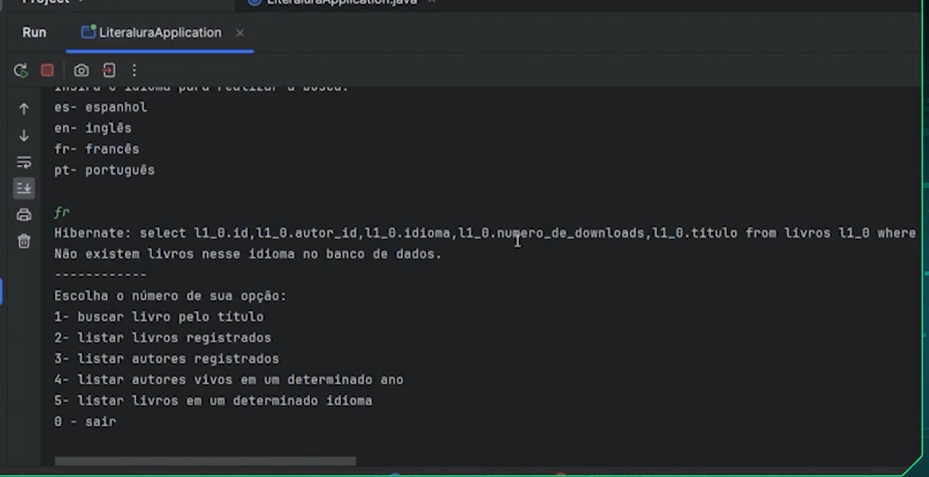 Project
LiteraluraApplication.java
Run
LiteraluraApplication
Insira o idioma para realizar a busca:
es- espanhol
en- inglês
fr- francês
pt- português
fr
Hibernate: select l1_0.id,l1_0.autor_id,l1_0.idioma,l1_0.numero_de_downloads,l1_0.titulo from livros l1_0 where
Não existem livros nesse idioma no banco de dados.
------------
Escolha o número de sua opção:
1- buscar livro pelo título
2- listar livros registrados
3- listar autores registrados
4- listar autores vivos em um determinado ano
5- listar livros em um determinado idioma
0 - sair